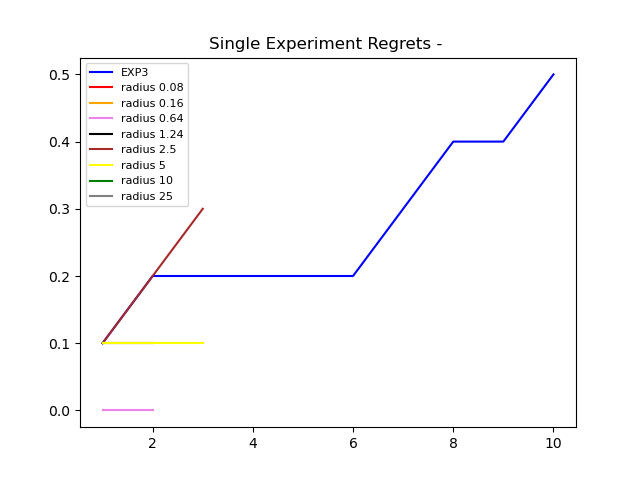 Single Experiment Regrets -
0.5
0.4
0.3
0.2
0.1
0.0
EXP3
radius 0.08
radius 0.16
radius 0.64
radius 1.24
radius 2.5
radius 5
radius 10
radius 25
2 4 6 8 10